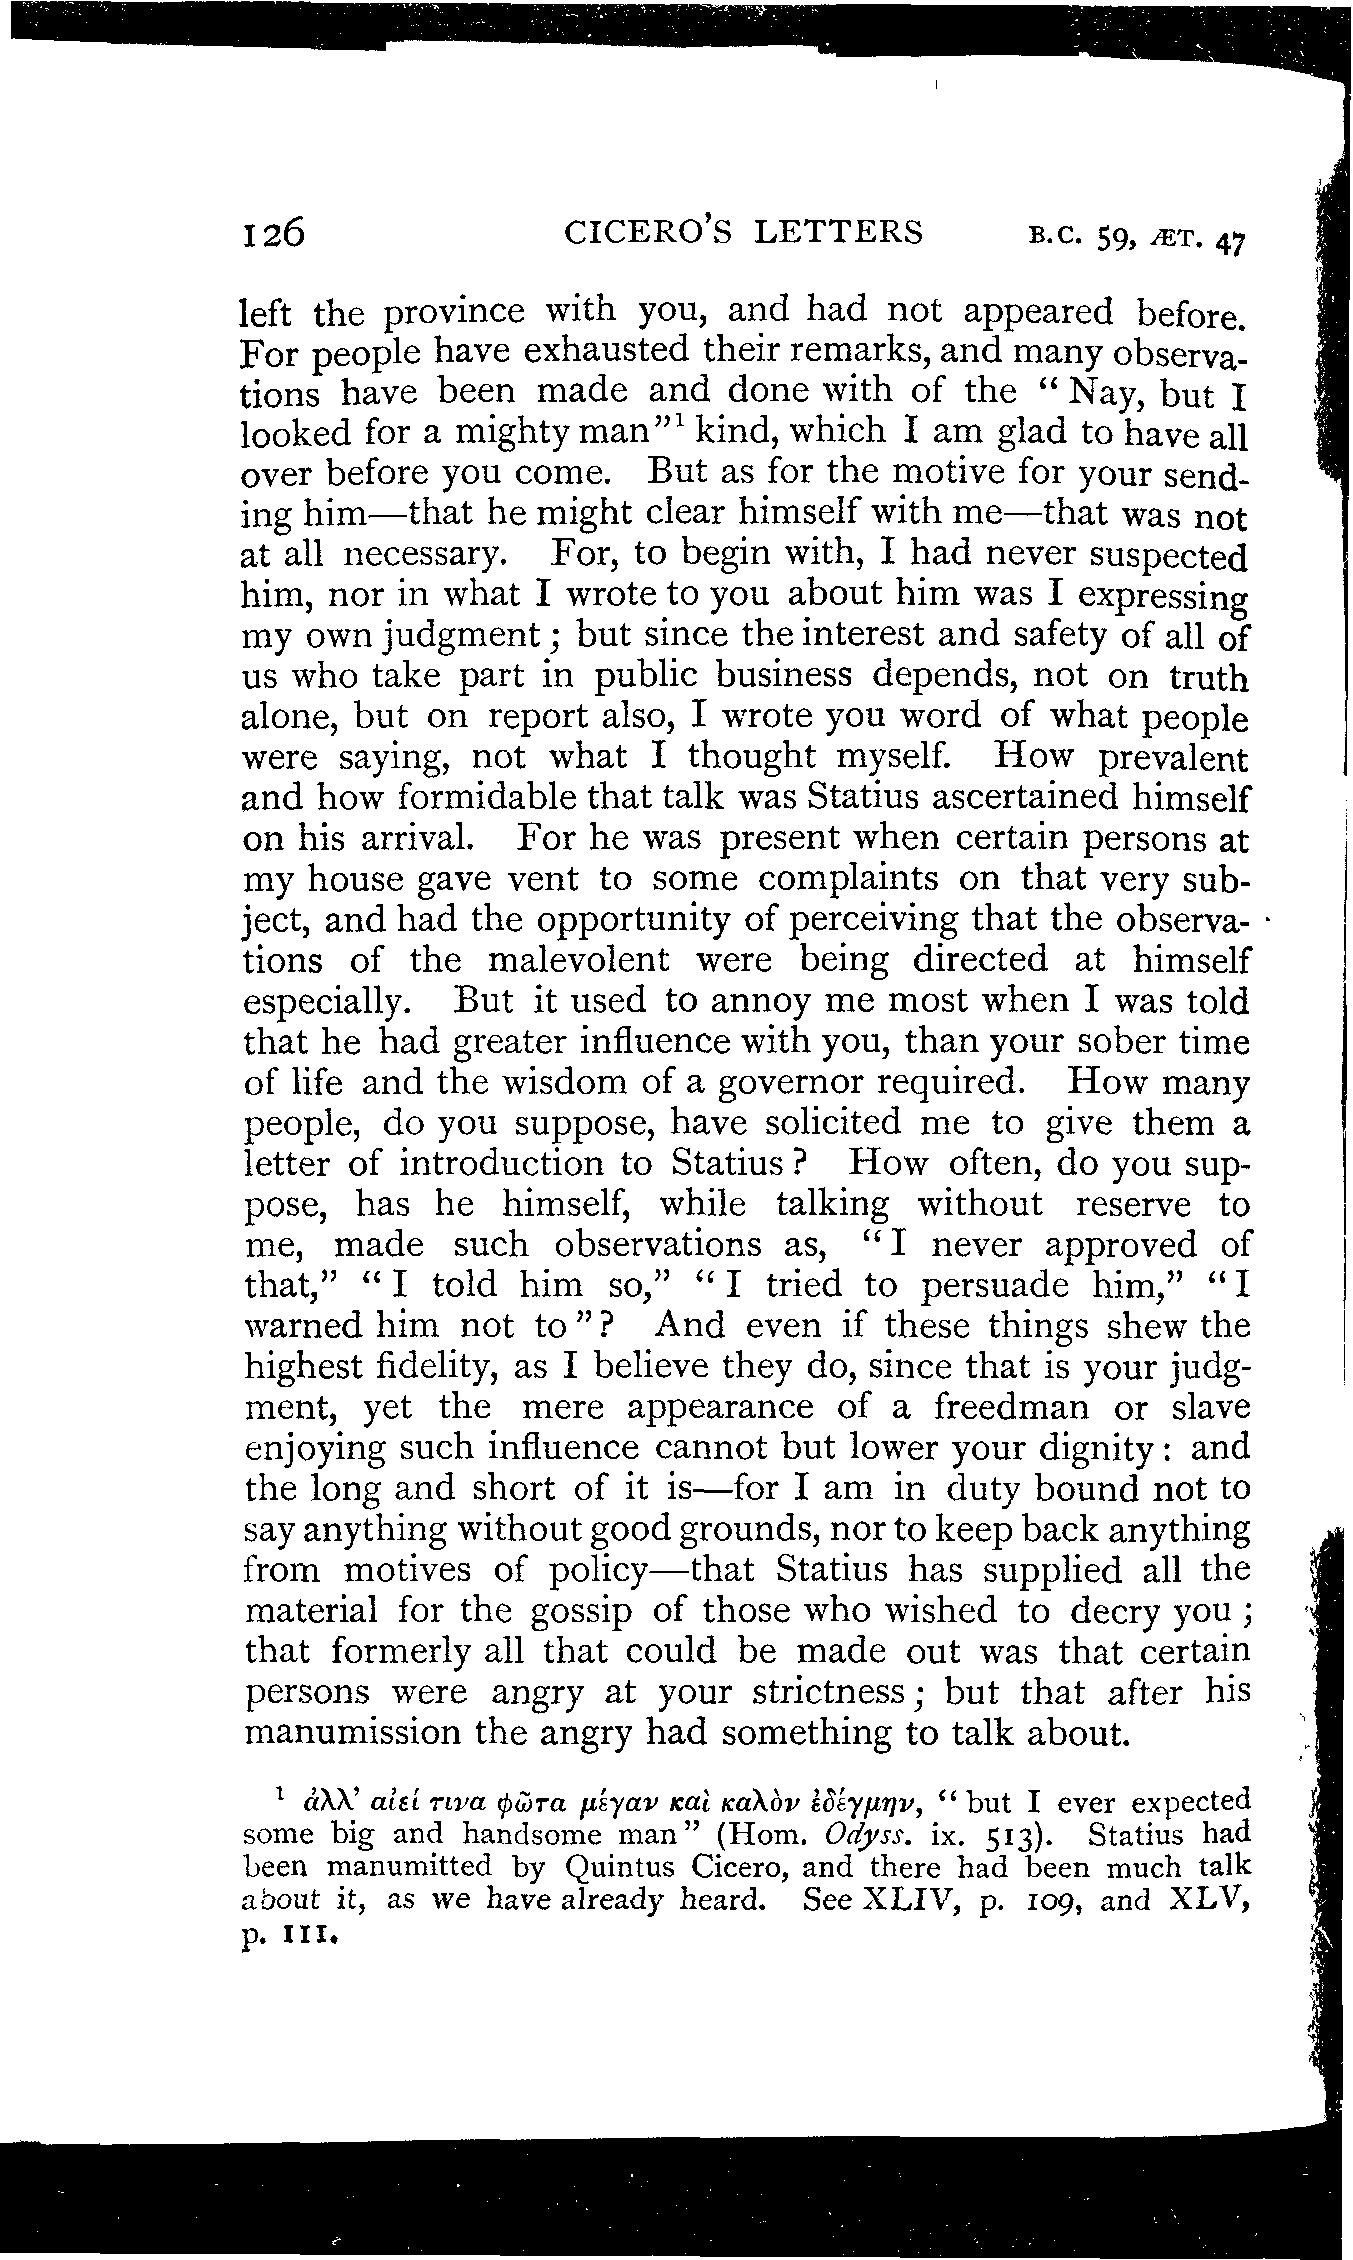 126 CICERO'S LETTERS B.C. 59, ÆT. 47
left the province with you, and had not appeared before.
For people have exhausted their remarks, and many observa-
tions have been made and done with of the “ Nay, but I
looked for a mighty man”¹ kind, which I am glad to have all
over before you come. But as for the motive for your send-
ing him—that he might clear himself with me—that was not
at all necessary. For, to begin with, I had never suspected
him, nor in what I wrote to you about him was I expressing
my own judgment ; but since the interest and safety of all of
us who take part in public business depends, not on truth
alone, but on report also, I wrote you word of what people
were saying, not what I thought myself. How prevalent
and how formidable that talk was Statius ascertained himself
on his arrival. For he was present when certain persons at
my house gave vent to some complaints on that very sub-
ject, and had the opportunity of perceiving that the observa-
tions of the malevolent were being directed at himself
especially. But it used to annoy me most when I was told
that he had greater influence with you, than your sober time
of life and the wisdom of a governor required. How many
people, do you suppose, have solicited me to give them a
letter of introduction to Statius ? How often, do you sup-
pose, has he himself, while talking without reserve to
me, made such observations as, “ I never approved of
that,” “ I told him so,” “ I tried to persuade him,” “ I
warned him not to ” ? And even if these things shew the
highest fidelity, as I believe they do, since that is your judg-
ment, yet the mere appearance of a freedman or slave
enjoying such influence cannot but lower your dignity : and
the long and short of it is—for I am in duty bound not to
say anything without good grounds, nor to keep back anything
from motives of policy—that Statius has supplied all the
material for the gossip of those who wished to decry you ;
that formerly all that could be made out was that certain
persons were angry at your strictness ; but that after his
manumission the angry had something to talk about.
¹ ἀλλ' αἰεί τινα φῶτα μέγαν καὶ καλὸν ἐδέγμην, “ but I ever expected
some big and handsome man ” (Hom. Odyss. ix. 513). Statius had
been manumitted by Quintus Cicero, and there had been much talk
about it, as we have already heard. See XLIV, p. 109, and XLV,
p. 111.